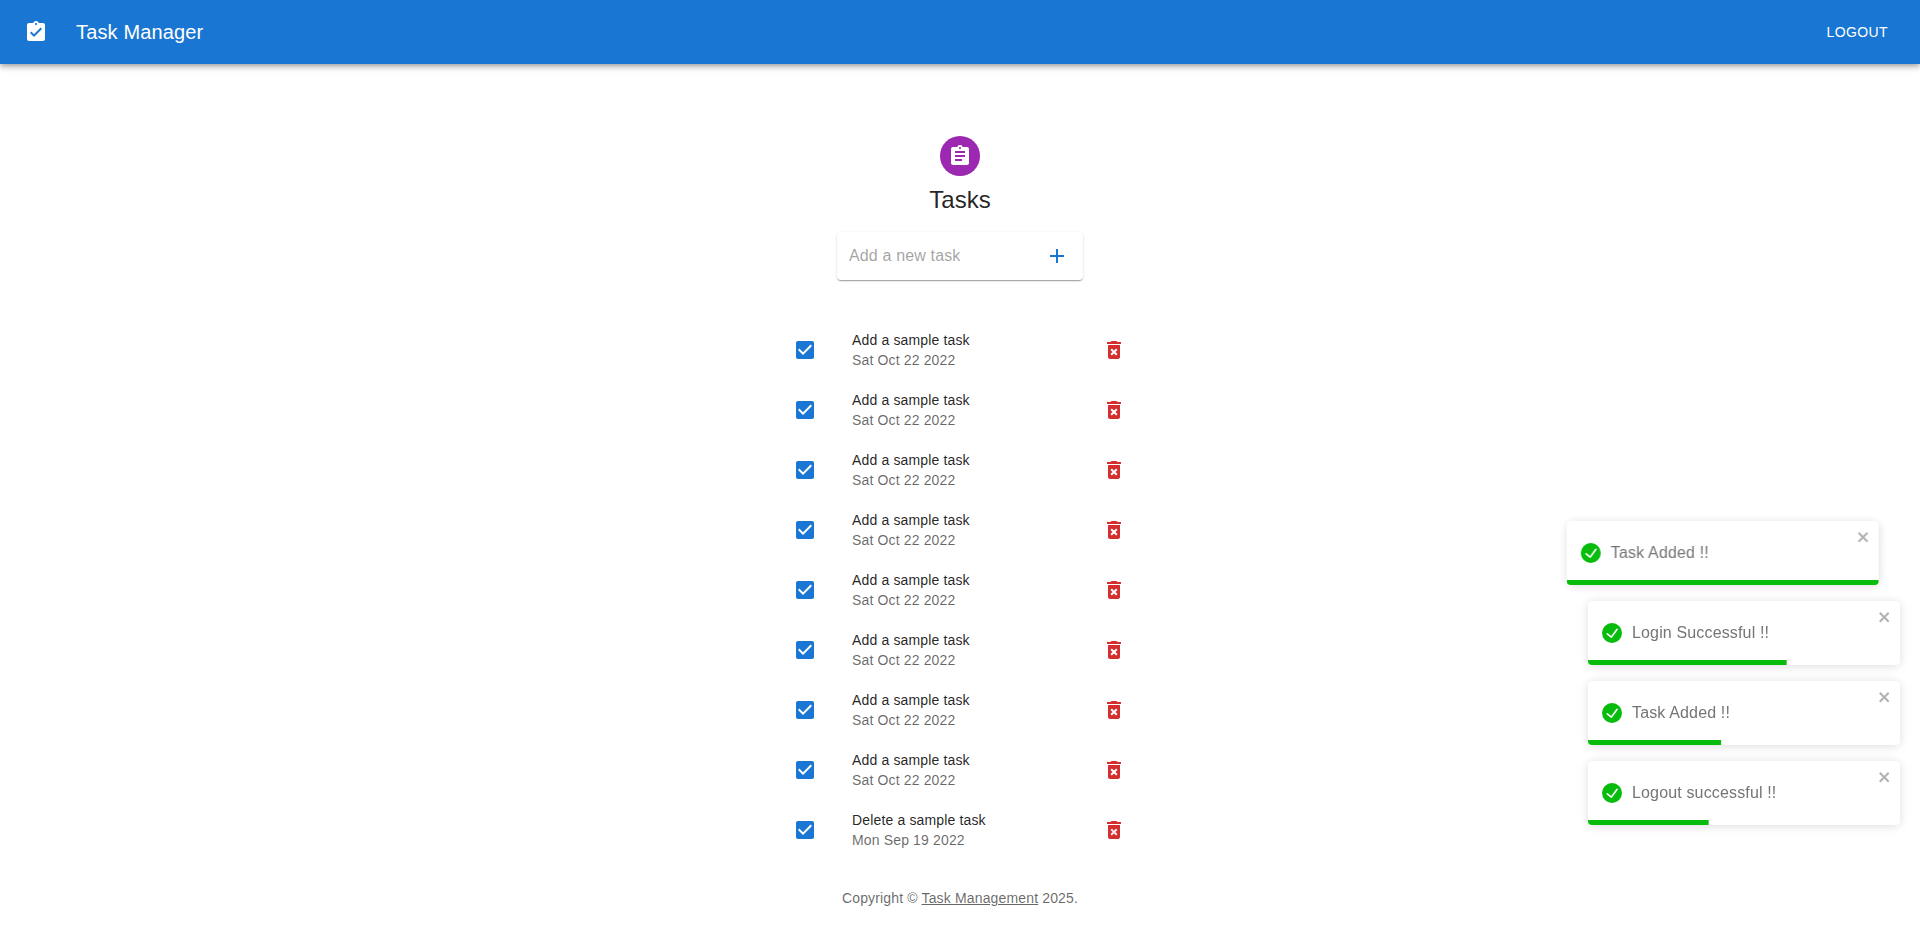 Task Manager
LOGOUT
Tasks
Add a new task
Add a sample task
Sat Oct 22 2022
Add a sample task
Sat Oct 22 2022
Add a sample task
Sat Oct 22 2022
Add a sample task
Sat Oct 22 2022
Add a sample task
Sat Oct 22 2022
Add a sample task
Sat Oct 22 2022
Add a sample task
Sat Oct 22 2022
Add a sample task
Sat Oct 22 2022
Delete a sample task
Mon Sep 19 2022
Task Added !!
Login Successful !!
Task Added !!
Logout successful !!
Copyright © Task Management 2025.